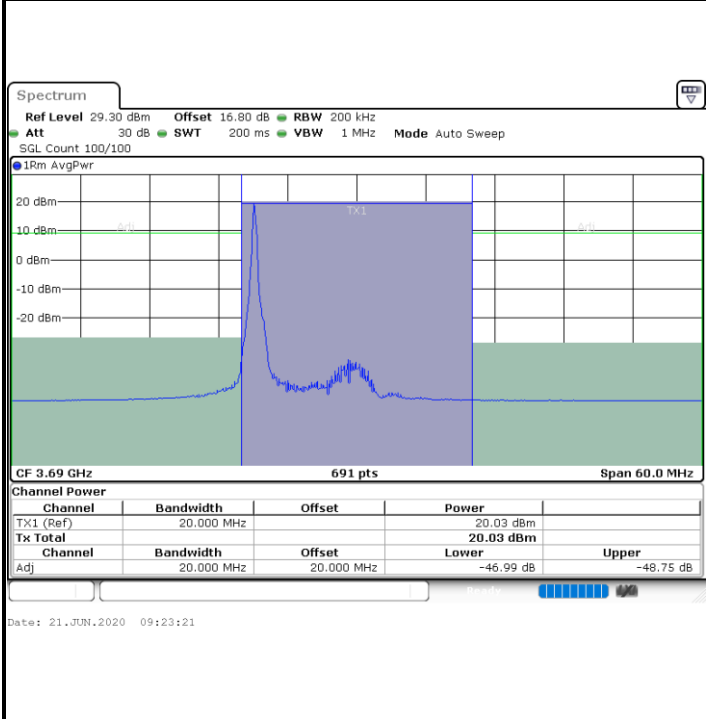 Spectrum
Ref Level 29.30 dBm Offset 16.80 dB RBW 200 kHz
Att 30 dB SWT 200 ms VBW 1 MHz Mode Auto Sweep
SGL Count 100/100
1Rm AvgPwr
TX1
20 dBm
Adj Adj
10 dBm
0 dBm
-10 dBm
-20 dBm
CF 3.69 GHz 691 pts Span 60.0 MHz
Channel Power
Channel Bandwidth Offset Power
TX1 (Ref) 20.000 MHz 20.03 dBm
Tx Total 20.03 dBm
Channel Bandwidth Offset Lower Upper
Adj 20.000 MHz 20.000 MHz -46.99 dB -48.75 dB
Ready
Date: 21.JUN.2020 09:23:21